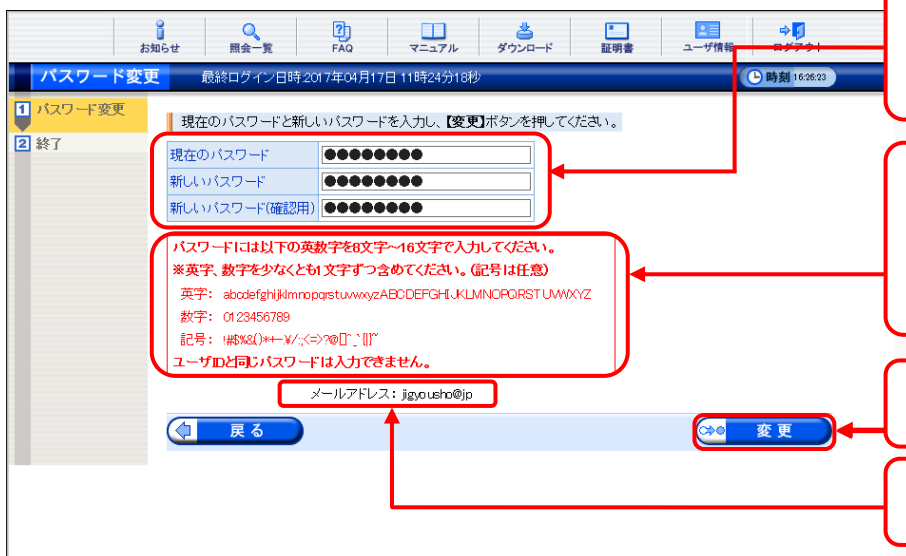 お知らせ 照会一覧 FAQ マニュアル ダウンロード 証明書 ユーザ情報 ログアウト
パスワード変更 最終ログイン日時:2017年04月17日 11時24分18秒 時刻 16:26:23
1 パスワード変更
2 終了
現在のパスワードと新しいパスワードを入力し、【変更】ボタンを押してください。
現在のパスワード ●●●●●●●●
新しいパスワード ●●●●●●●●
新しいパスワード(確認用) ●●●●●●●●
パスワードには以下の英数字を8文字～16文字で入力してください。
※英字、数字を少なくとも1文字ずつ含めてください。(記号は任意)
英字: abcdefghijklmnopqrstuvwxyzABCDEFGHIJKLMNOPQRSTUVWXYZ
数字: 0123456789
記号:
ユーザIDと同じパスワードは入力できません。
メールアドレス: jigyousho@jp
戻る 変更